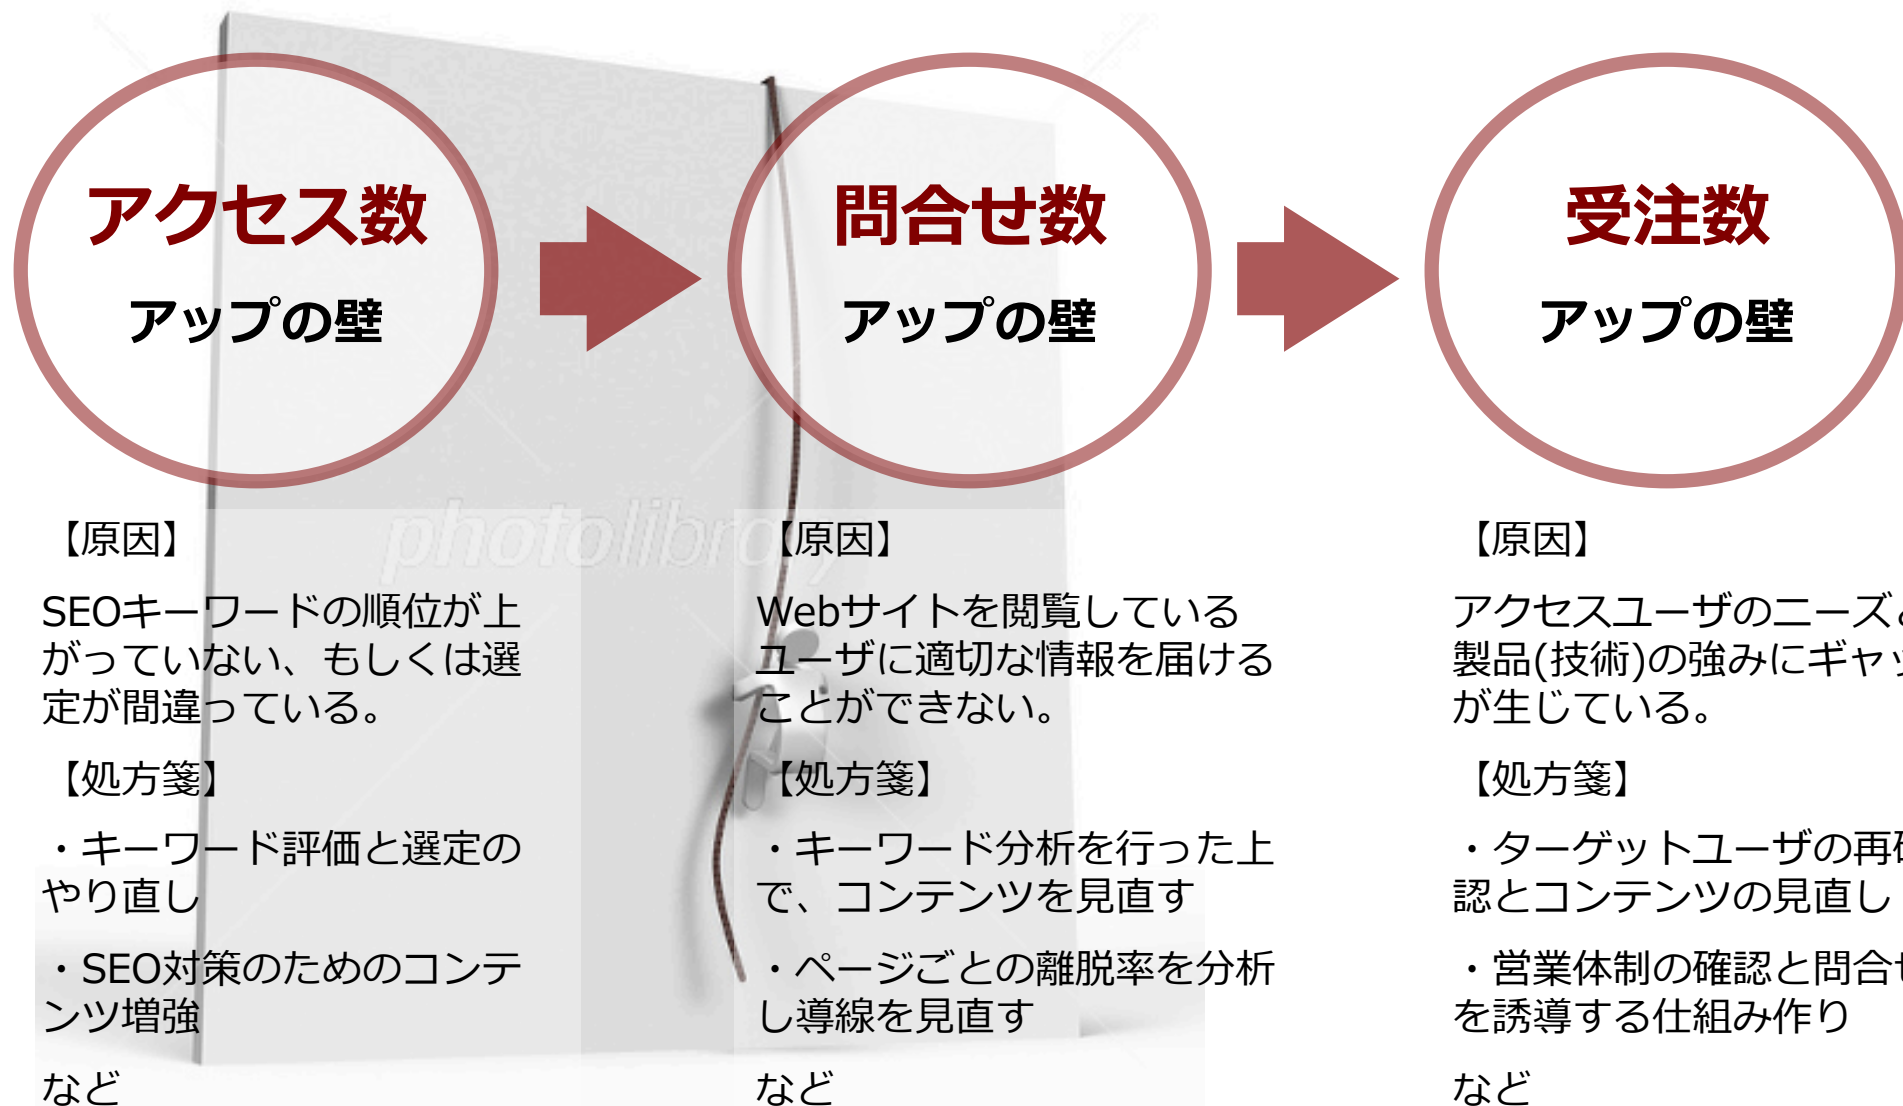 アクセス数
アップの壁
【原因】
SEOキーワードの順位が上
がっていない、もしくは選
定が間違っている。
【処方箋】
・キーワード評価と選定の
やり直し
・SEO対策のためのコンテ
ンツ増強
など
問合せ数
アップの壁
【原因】
Webサイトを閲覧している
ユーザに適切な情報を届ける
ことができない。
【処方箋】
・キーワード分析を行った上
で、コンテンツを見直す
・ページごとの離脱率を分析
し導線を見直す
など
受注数
アップの壁
【原因】
アクセスユーザのニーズと
製品(技術)の強みにギャッ
が生じている。
【処方箋】
・ターゲットユーザの再確
認とコンテンツの見直し
・営業体制の確認と問合せ
を誘導する仕組み作り
など
photolibrary